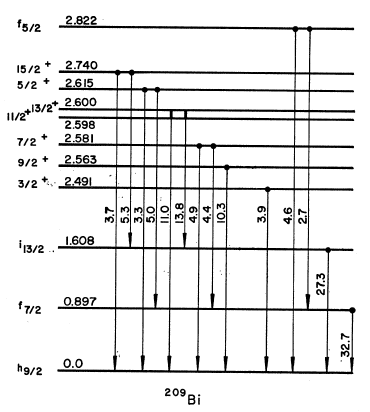 f5/2 2.822
15/2+ 2.740
5/2+ 2.615
13/2+ 2.600
11/2+ 2.598
7/2+ 2.581
9/2+ 2.563
3/2+ 2.491
3.7 5.3 3.3 5.0 11.0 13.8 4.9 4.4 10.3 3.9 4.6 2.7
i13/2 1.608
27.3
f7/2 0.897
32.7
h9/2 0.0
209Bi